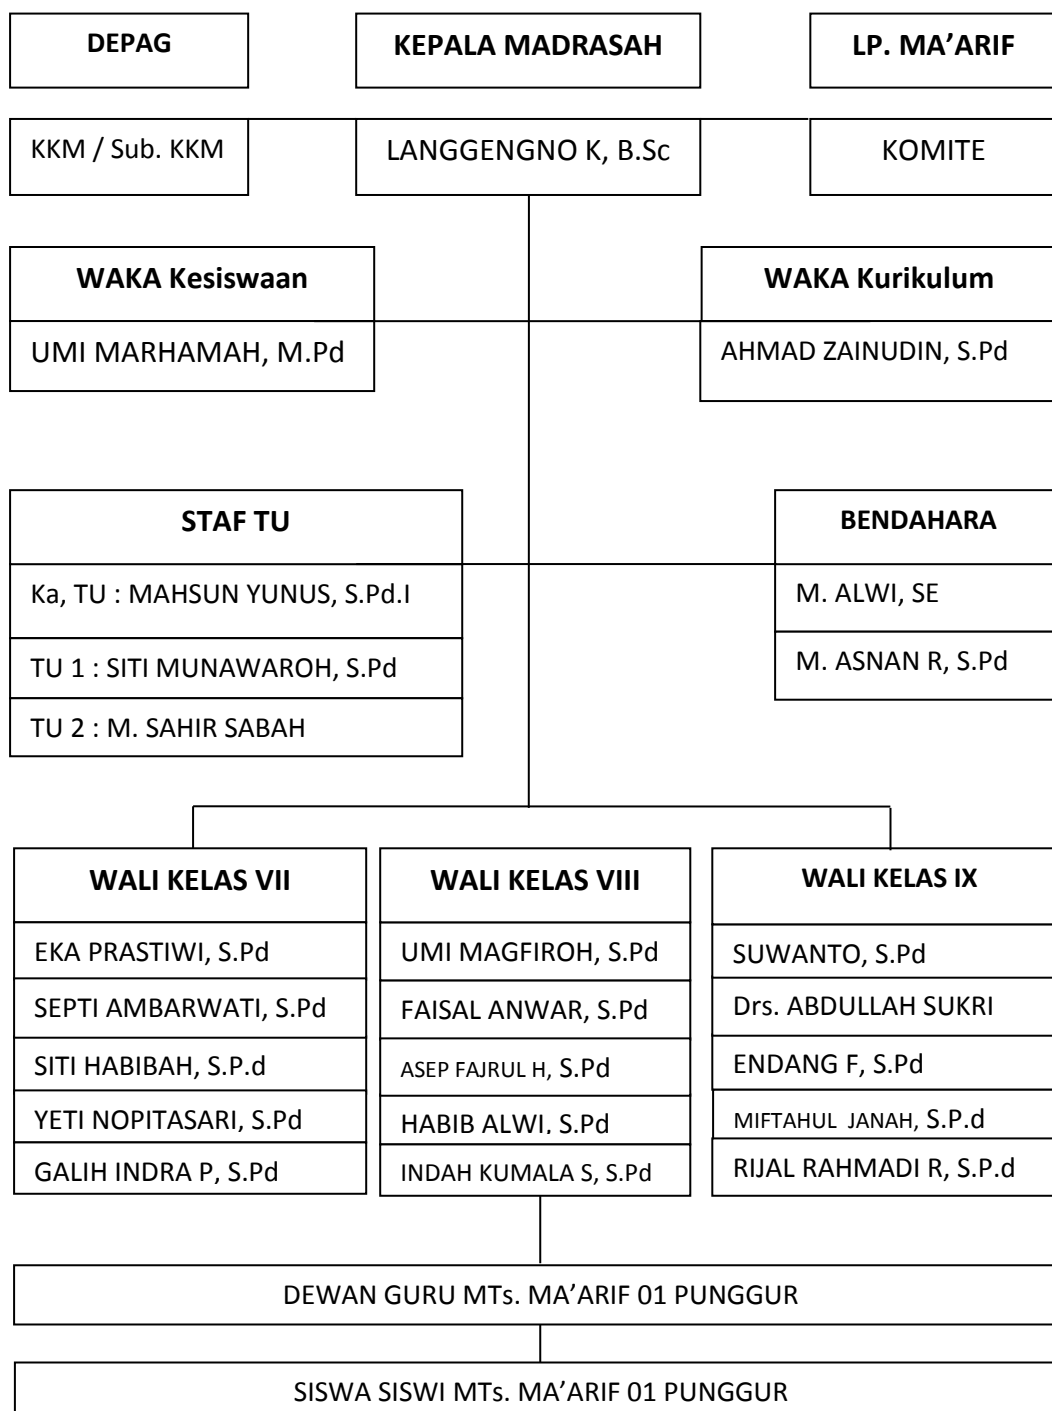 DEPAG
KEPALA MADRASAH
LP. MA’ARIF
KKM / Sub. KKM
LANGGENGNO K, B.Sc
KOMITE
WAKA Kesiswaan
UMI MARHAMAH, M.Pd
WAKA Kurikulum
AHMAD ZAINUDIN, S.Pd
STAF TU
Ka, TU : MAHSUN YUNUS, S.Pd.I
TU 1 : SITI MUNAWAROH, S.Pd
TU 2 : M. SAHIR SABAH
BENDAHARA
M. ALWI, SE
M. ASNAN R, S.Pd
WALI KELAS VII
EKA PRASTIWI, S.Pd
SEPTI AMBARWATI, S.Pd
SITI HABIBAH, S.P.d
YETI NOPITASARI, S.Pd
GALIH INDRA P, S.Pd
WALI KELAS VIII
UMI MAGFIROH, S.Pd
FAISAL ANWAR, S.Pd
ASEP FAJRUL H, S.Pd
HABIB ALWI, S.Pd
INDAH KUMALA S, S.Pd
WALI KELAS IX
SUWANTO, S.Pd
Drs. ABDULLAH SUKRI
ENDANG F, S.Pd
MIFTAHUL JANAH, S.P.d
RIJAL RAHMADI R, S.P.d
DEWAN GURU MTs. MA’ARIF 01 PUNGGUR
SISWA SISWI MTs. MA’ARIF 01 PUNGGUR